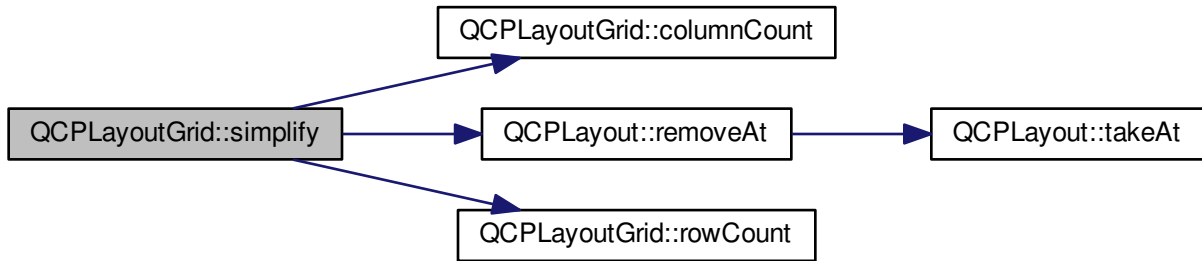 QCPLayoutGrid::columnCount
QCPLayoutGrid::simplify
QCPLayout::removeAt
QCPLayout::takeAt
QCPLayoutGrid::rowCount